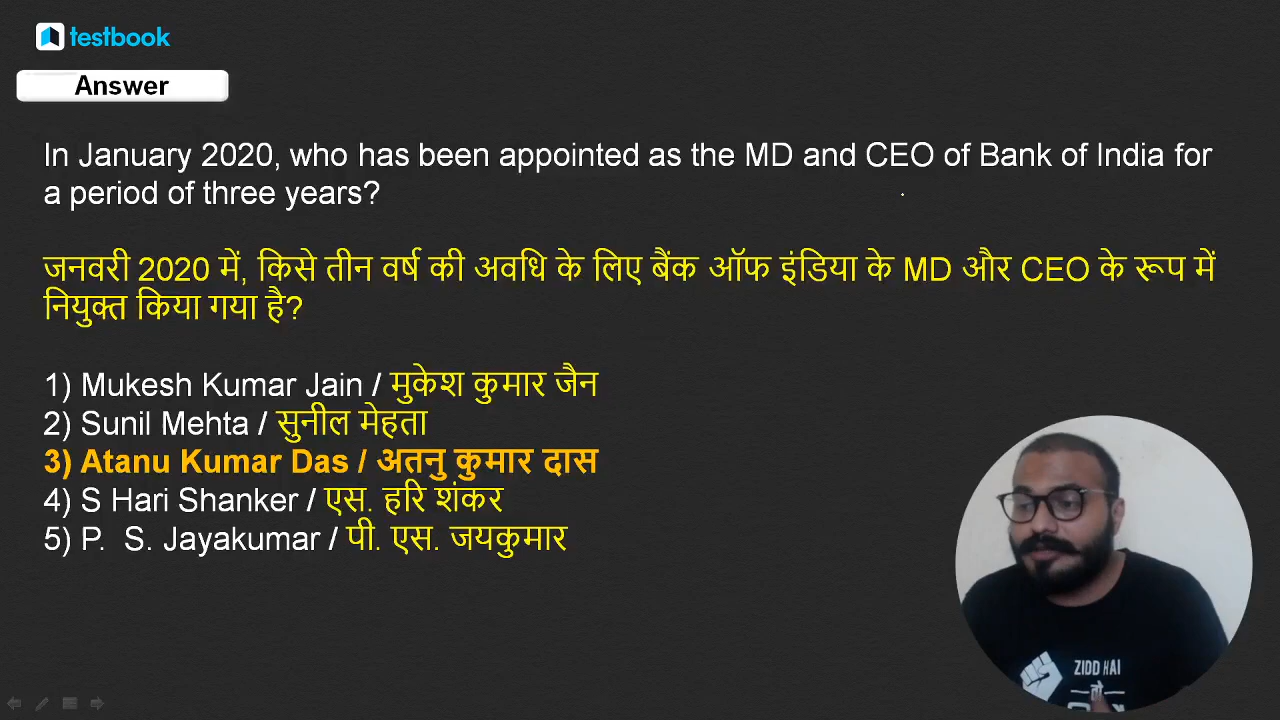 testbook
Answer
In January 2020, who has been appointed as the MD and CEO of Bank of India for
a period of three years?
जनवरी 2020 में, किसे तीन वर्ष की अवधि के लिए बैंक ऑफ इंडिया के MD और CEO के रूप में
नियुक्त किया गया है?
1) Mukesh Kumar Jain / मुकेश कुमार जैन
2) Sunil Mehta / सुनील मेहता
3) Atanu Kumar Das / अतनु कुमार दास
4) S Hari Shanker / एस. हरि शंकर
5) P. S. Jayakumar / पी. एस. जयकुमार
ZIDD HAI
तो